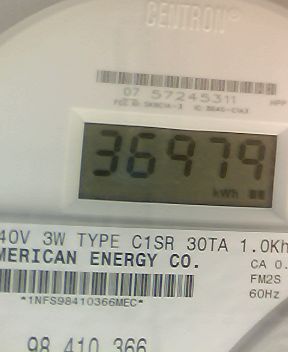 CENTRON®
07 57245311
36979
kWh
40V 3W TYPE C1SR 30TA 1.0Kh
MERICAN ENERGY CO.
CA 0.
FM2S
*1NFS98410366MEC*
60Hz
98 410 366